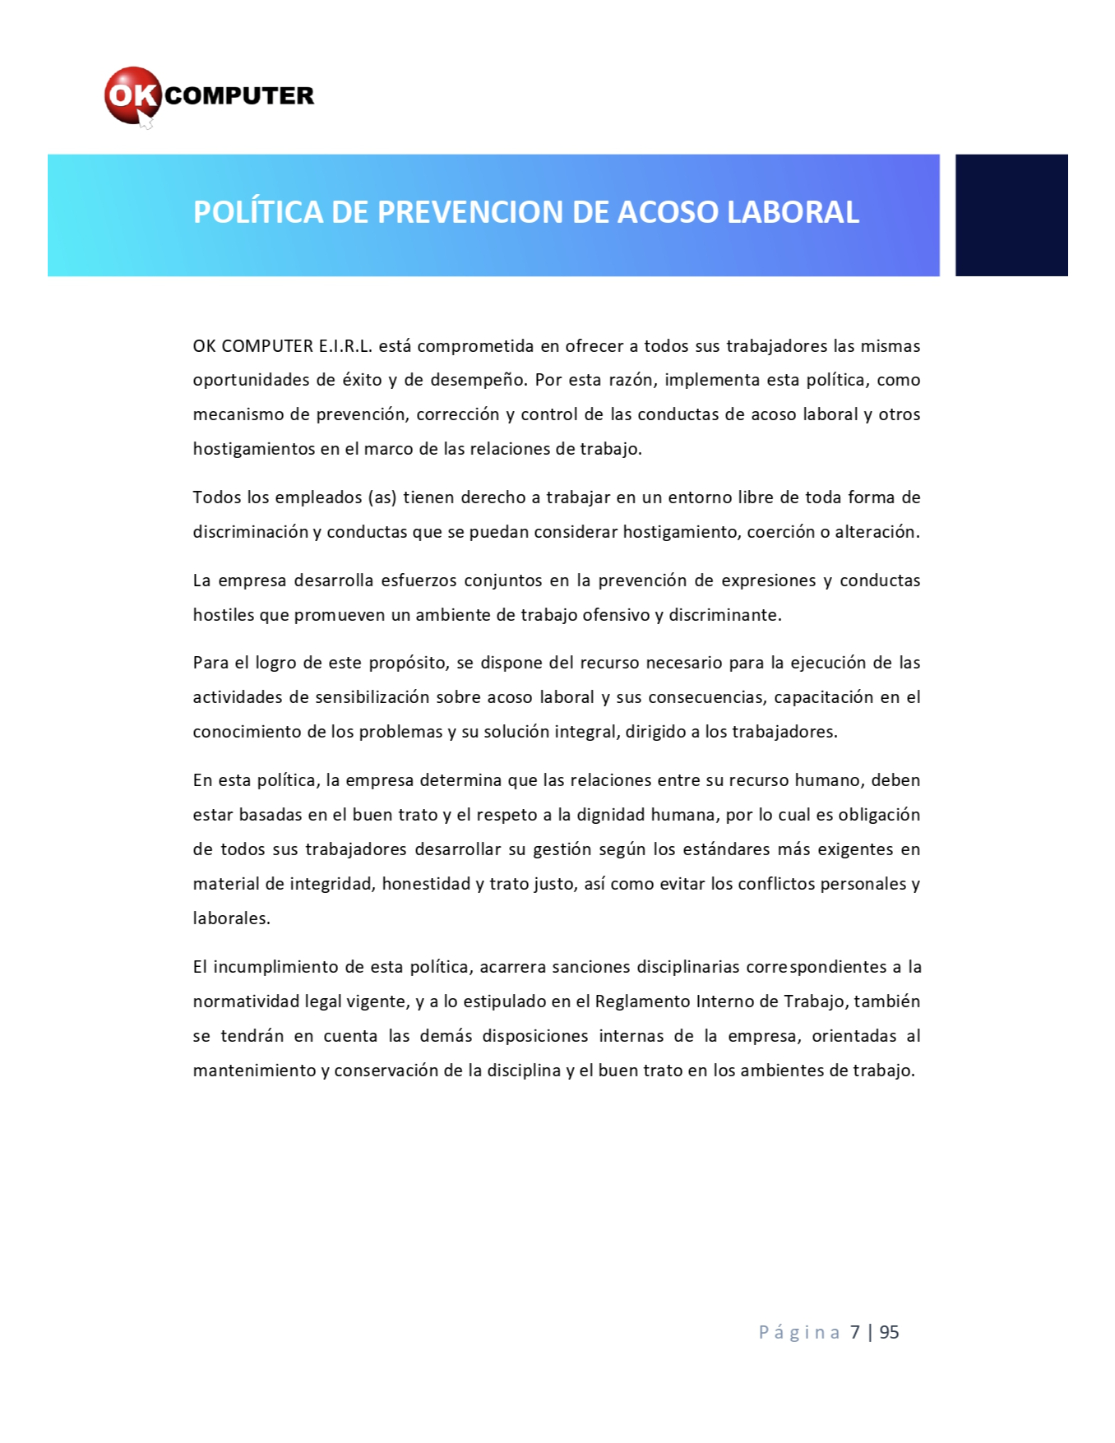 OK COMPUTER
POLÍTICA DE PREVENCION DE ACOSO LABORAL
OK COMPUTER E.I.R.L. está comprometida en ofrecer a todos sus trabajadores las mismas
oportunidades de éxito y de desempeño. Por esta razón, implementa esta política, como
mecanismo de prevención, corrección y control de las conductas de acoso laboral y otros
hostigamientos en el marco de las relaciones de trabajo.
Todos los empleados (as) tienen derecho a trabajar en un entorno libre de toda forma de
discriminación y conductas que se puedan considerar hostigamiento, coerción o alteración.
La empresa desarrolla esfuerzos conjuntos en la prevención de expresiones y conductas
hostiles que promueven un ambiente de trabajo ofensivo y discriminante.
Para el logro de este propósito, se dispone del recurso necesario para la ejecución de las
actividades de sensibilización sobre acoso laboral y sus consecuencias, capacitación en el
conocimiento de los problemas y su solución integral, dirigido a los trabajadores.
En esta política, la empresa determina que las relaciones entre su recurso humano, deben
estar basadas en el buen trato y el respeto a la dignidad humana, por lo cual es obligación
de todos sus trabajadores desarrollar su gestión según los estándares más exigentes en
material de integridad, honestidad y trato justo, así como evitar los conflictos personales y
laborales.
El incumplimiento de esta política, acarrera sanciones disciplinarias correspondientes a la
normatividad legal vigente, y a lo estipulado en el Reglamento Interno de Trabajo, también
se tendrán en cuenta las demás disposiciones internas de la empresa, orientadas al
mantenimiento y conservación de la disciplina y el buen trato en los ambientes de trabajo.
Página 7 | 95